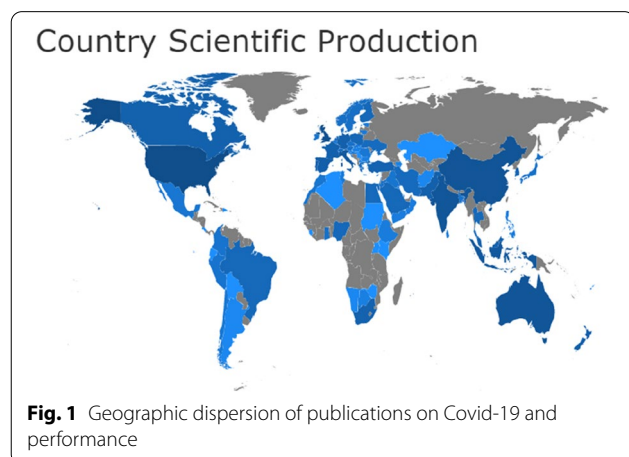 Country Scientific Production
Fig. 1 Geographic dispersion of publications on Covid-19 and
performance